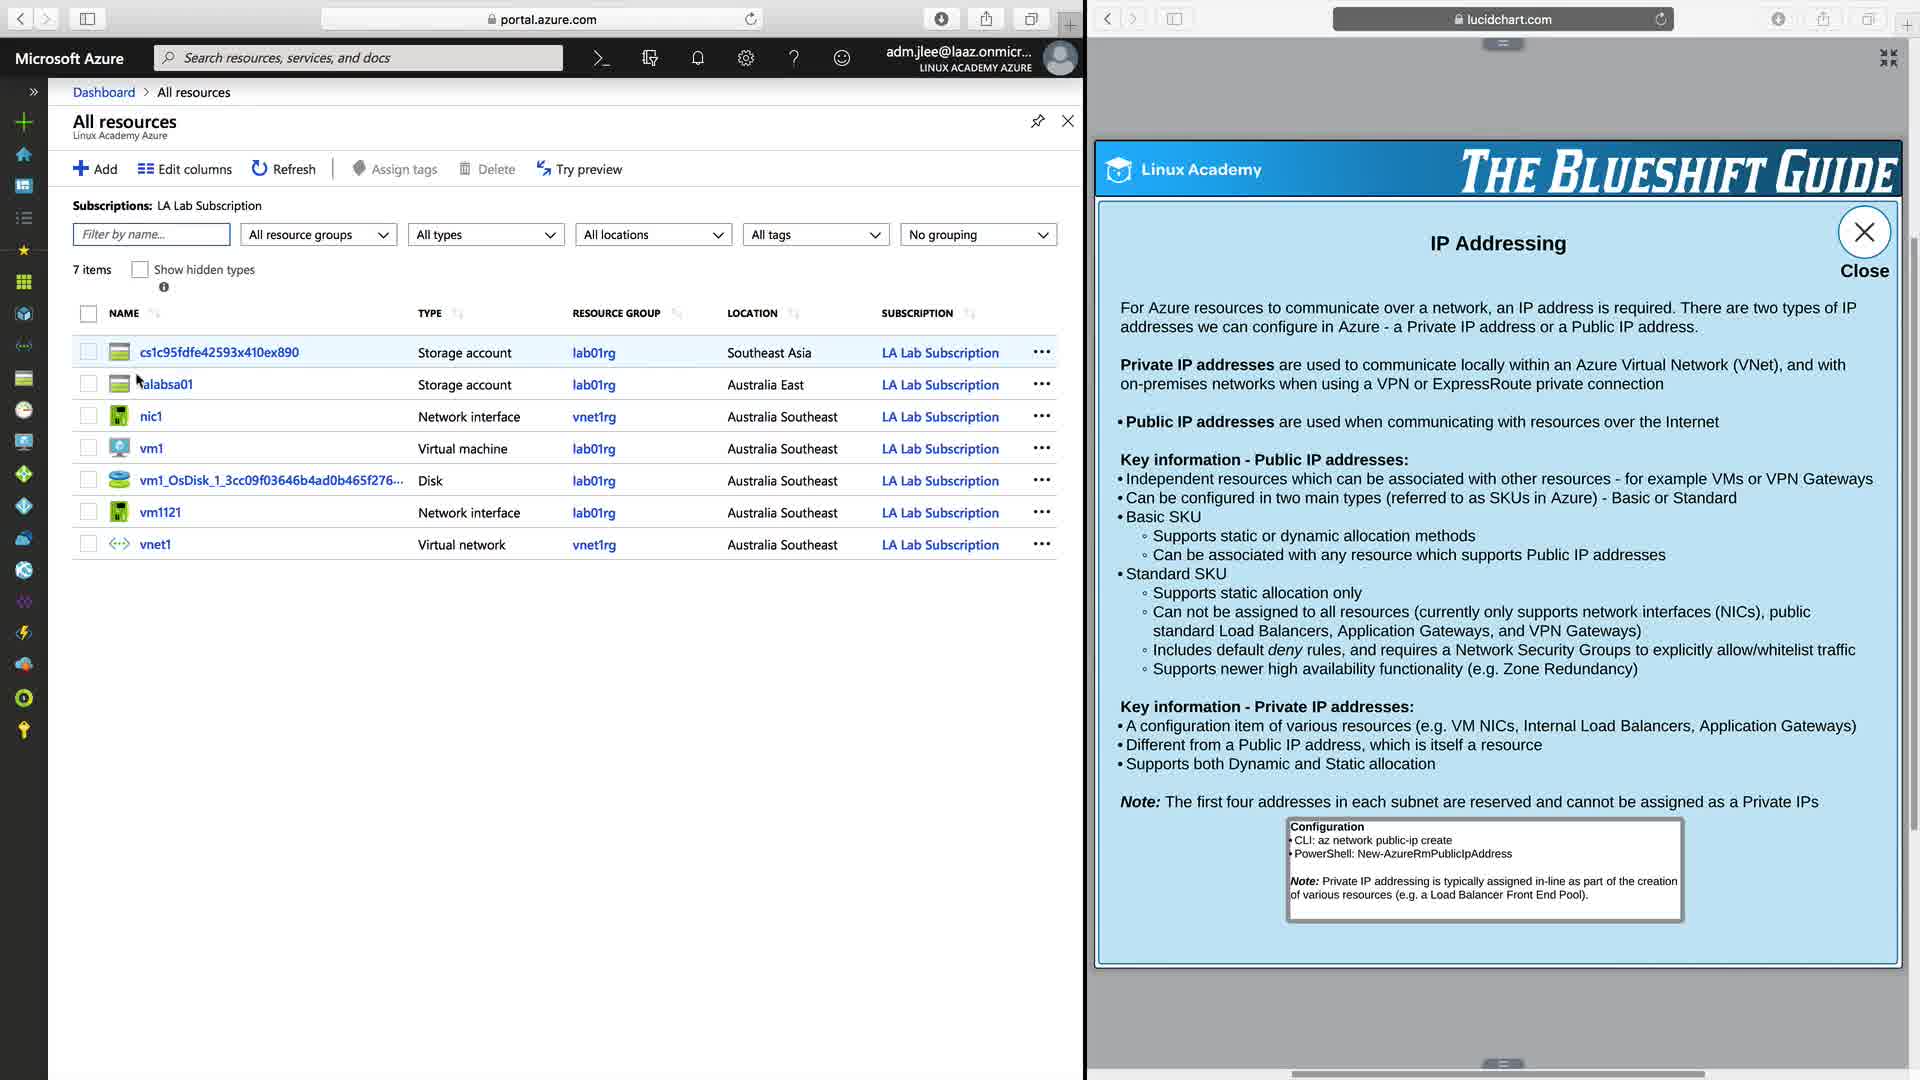 portal.azure.com
Microsoft Azure
Search resources, services, and docs
adm.jlee@laaz.onmicr...
LINUX ACADEMY AZURE
Dashboard > All resources
All resources
Linux Academy Azure
Add
Edit columns
Refresh
Assign tags
Delete
Try preview
Subscriptions: LA Lab Subscription
Filter by name...
All resource groups
All types
All locations
All tags
No grouping
7 items
Show hidden types
NAME TYPE RESOURCE GROUP LOCATION SUBSCRIPTION
cs1c95fdfe42593x410ex890 Storage account lab01rg Southeast Asia LA Lab Subscription
alabsa01 Storage account lab01rg Australia East LA Lab Subscription
nic1 Network interface vnet1rg Australia Southeast LA Lab Subscription
vm1 Virtual machine lab01rg Australia Southeast LA Lab Subscription
vm1_OsDisk_1_3cc09f03646b4ad0b465f276... Disk lab01rg Australia Southeast LA Lab Subscription
vm1121 Network interface lab01rg Australia Southeast LA Lab Subscription
vnet1 Virtual network vnet1rg Australia Southeast LA Lab Subscription
lucidchart.com
Linux Academy
THE BLUESHIFT GUIDE
IP Addressing
Close
For Azure resources to communicate over a network, an IP address is required. There are two types of IP
addresses we can configure in Azure - a Private IP address or a Public IP address.
Private IP addresses are used to communicate locally within an Azure Virtual Network (VNet), and with
on-premises networks when using a VPN or ExpressRoute private connection
• Public IP addresses are used when communicating with resources over the Internet
Key information - Public IP addresses:
• Independent resources which can be associated with other resources - for example VMs or VPN Gateways
• Can be configured in two main types (referred to as SKUs in Azure) - Basic or Standard
• Basic SKU
◦ Supports static or dynamic allocation methods
◦ Can be associated with any resource which supports Public IP addresses
• Standard SKU
◦ Supports static allocation only
◦ Can not be assigned to all resources (currently only supports network interfaces (NICs), public
standard Load Balancers, Application Gateways, and VPN Gateways)
◦ Includes default deny rules, and requires a Network Security Groups to explicitly allow/whitelist traffic
◦ Supports newer high availability functionality (e.g. Zone Redundancy)
Key information - Private IP addresses:
• A configuration item of various resources (e.g. VM NICs, Internal Load Balancers, Application Gateways)
• Different from a Public IP address, which is itself a resource
• Supports both Dynamic and Static allocation
Note: The first four addresses in each subnet are reserved and cannot be assigned as a Private IPs
Configuration
• CLI: az network public-ip create
• PowerShell: New-AzureRmPublicIpAddress
Note: Private IP addressing is typically assigned in-line as part of the creation
of various resources (e.g. a Load Balancer Front End Pool).